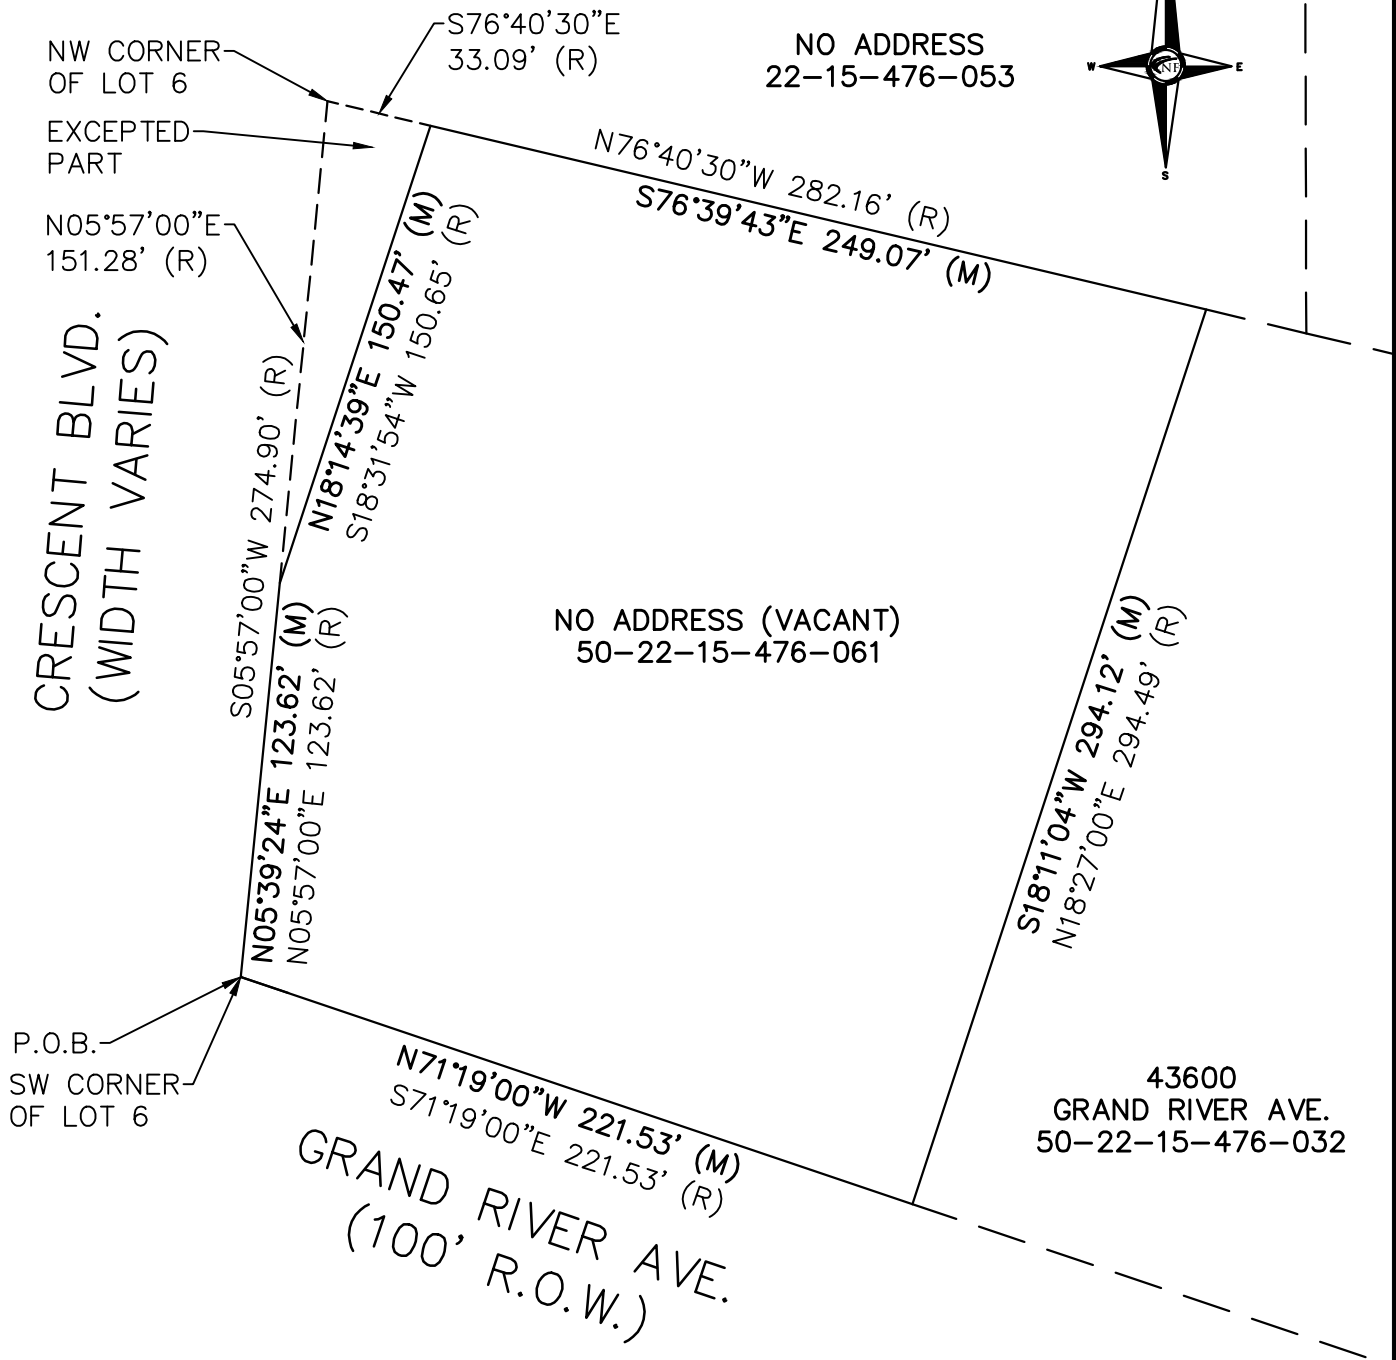 S76°40'30"E
33.09' (R)
NW CORNER
OF LOT 6
NO ADDRESS
22-15-476-053
W
NF
E
S
EXCEPTED
PART
N76°40'30"W 282.16' (R)
S76°39'43"E 249.07' (M)
N05°57'00"E
151.28' (R)
N18°14'39"E 150.47' (M)
S18°31'54"W 150.65' (R)
CRESCENT BLVD.
(WIDTH VARIES)
S05°57'00"W 274.90' (R)
N05°39'24"E 123.62' (M)
N05°57'00"E 123.62' (R)
NO ADDRESS (VACANT)
50-22-15-476-061
S18°11'04"W 294.12' (M)
N18°27'00"E 294.49' (R)
P.O.B.
SW CORNER
OF LOT 6
N71°19'00"W 221.53' (M)
S71°19'00"E 221.53' (R)
GRAND RIVER AVE.
(100' R.O.W.)
43600
GRAND RIVER AVE.
50-22-15-476-032